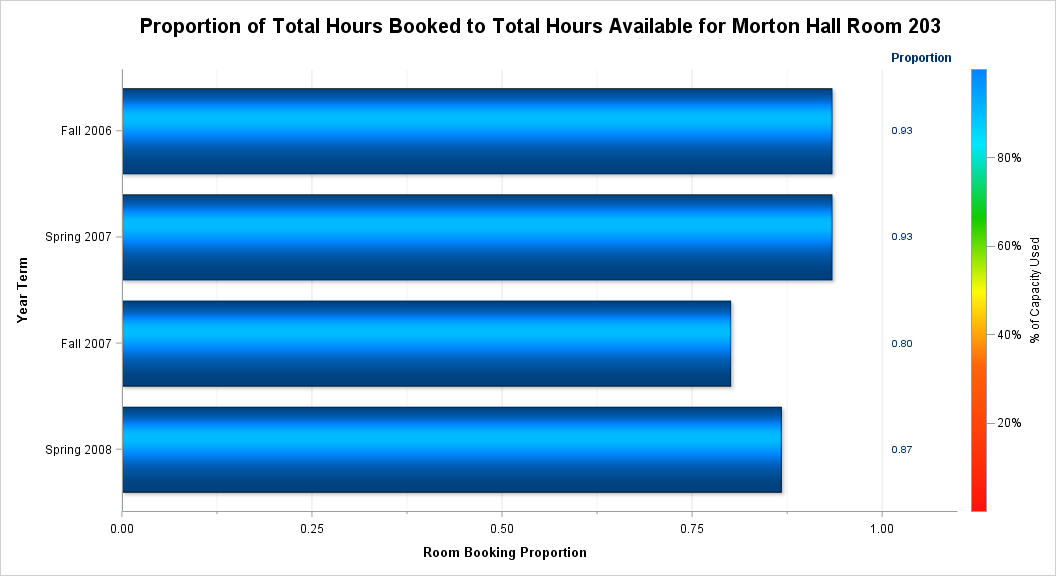 Proportion of Total Hours Booked to Total Hours Available for Morton Hall Room 203
Proportion
Fall 2006
0.93
Spring 2007
0.93
Fall 2007
0.80
Spring 2008
0.87
Year Term
0.00 0.25 0.50 0.75 1.00
Room Booking Proportion
80%
60%
40%
20%
% of Capacity Used